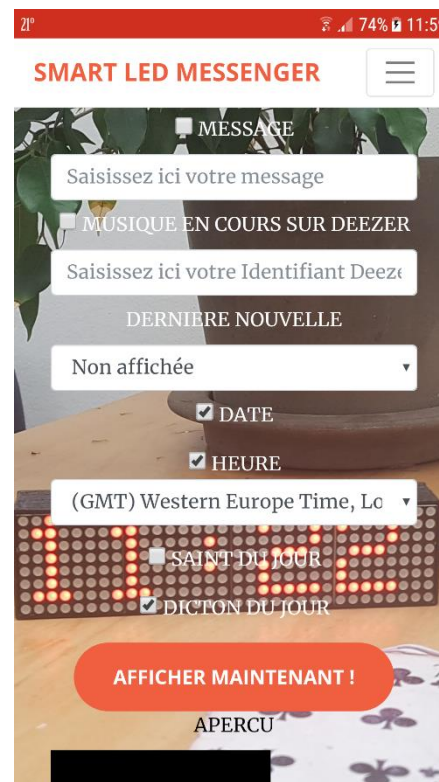 21° 74% 11:5
SMART LED MESSENGER
MESSAGE
Saisissez ici votre message
MUSIQUE EN COURS SUR DEEZER
Saisissez ici votre Identifiant Deeze
DERNIERE NOUVELLE
Non affichée
DATE
HEURE
(GMT) Western Europe Time, Lo
11:22
SAINT DU JOUR
DICTON DU JOUR
AFFICHER MAINTENANT !
APERCU